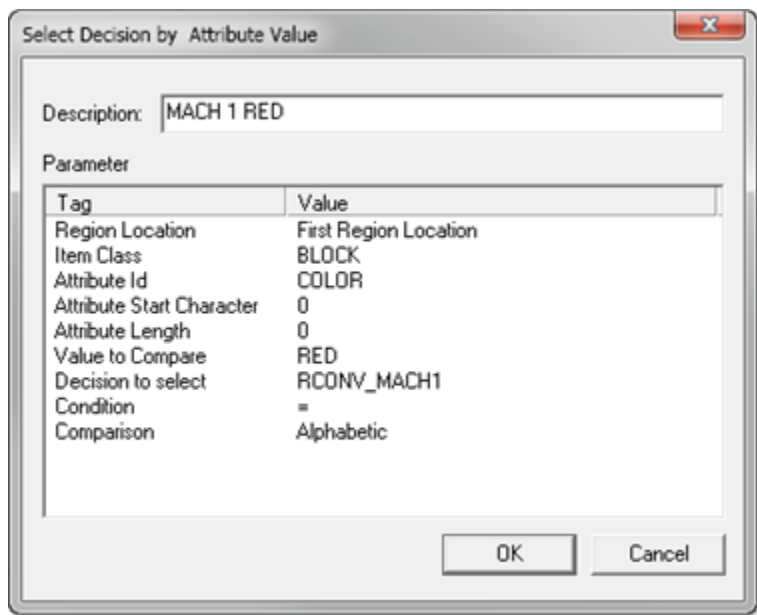 Select Decision by Attribute Value
Description: MACH 1 RED
Parameter
Tag Value
Region Location First Region Location
Item Class BLOCK
Attribute Id COLOR
Attribute Start Character 0
Attribute Length 0
Value to Compare RED
Decision to select RCONV_MACH1
Condition =
Comparison Alphabetic
OK Cancel